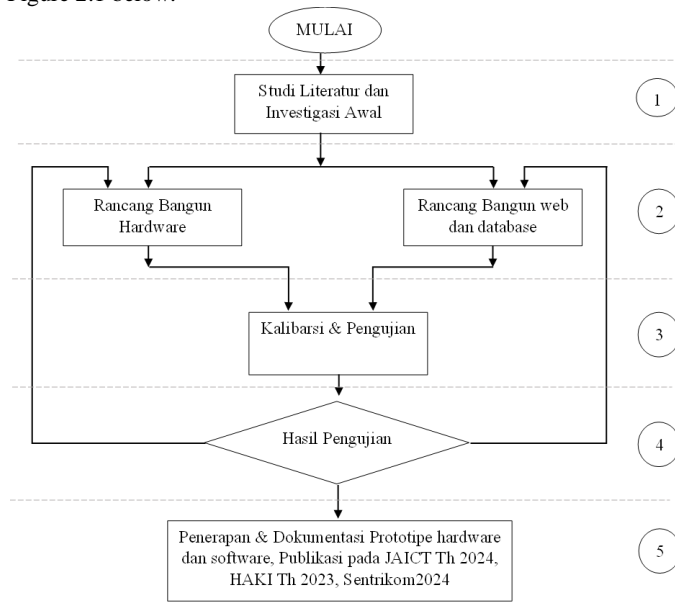 Figure 2.1 below.
MULAI
Studi Literatur dan
Investigasi Awal
1
Rancang Bangun
Hardware
Rancang Bangun web
dan database
2
Kalibarsi & Pengujian
3
Hasil Pengujian
4
Penerapan & Dokumentasi Prototipe hardware
dan software, Publikasi pada JAICT Th 2024,
HAKI Th 2023, Sentrikom2024
5